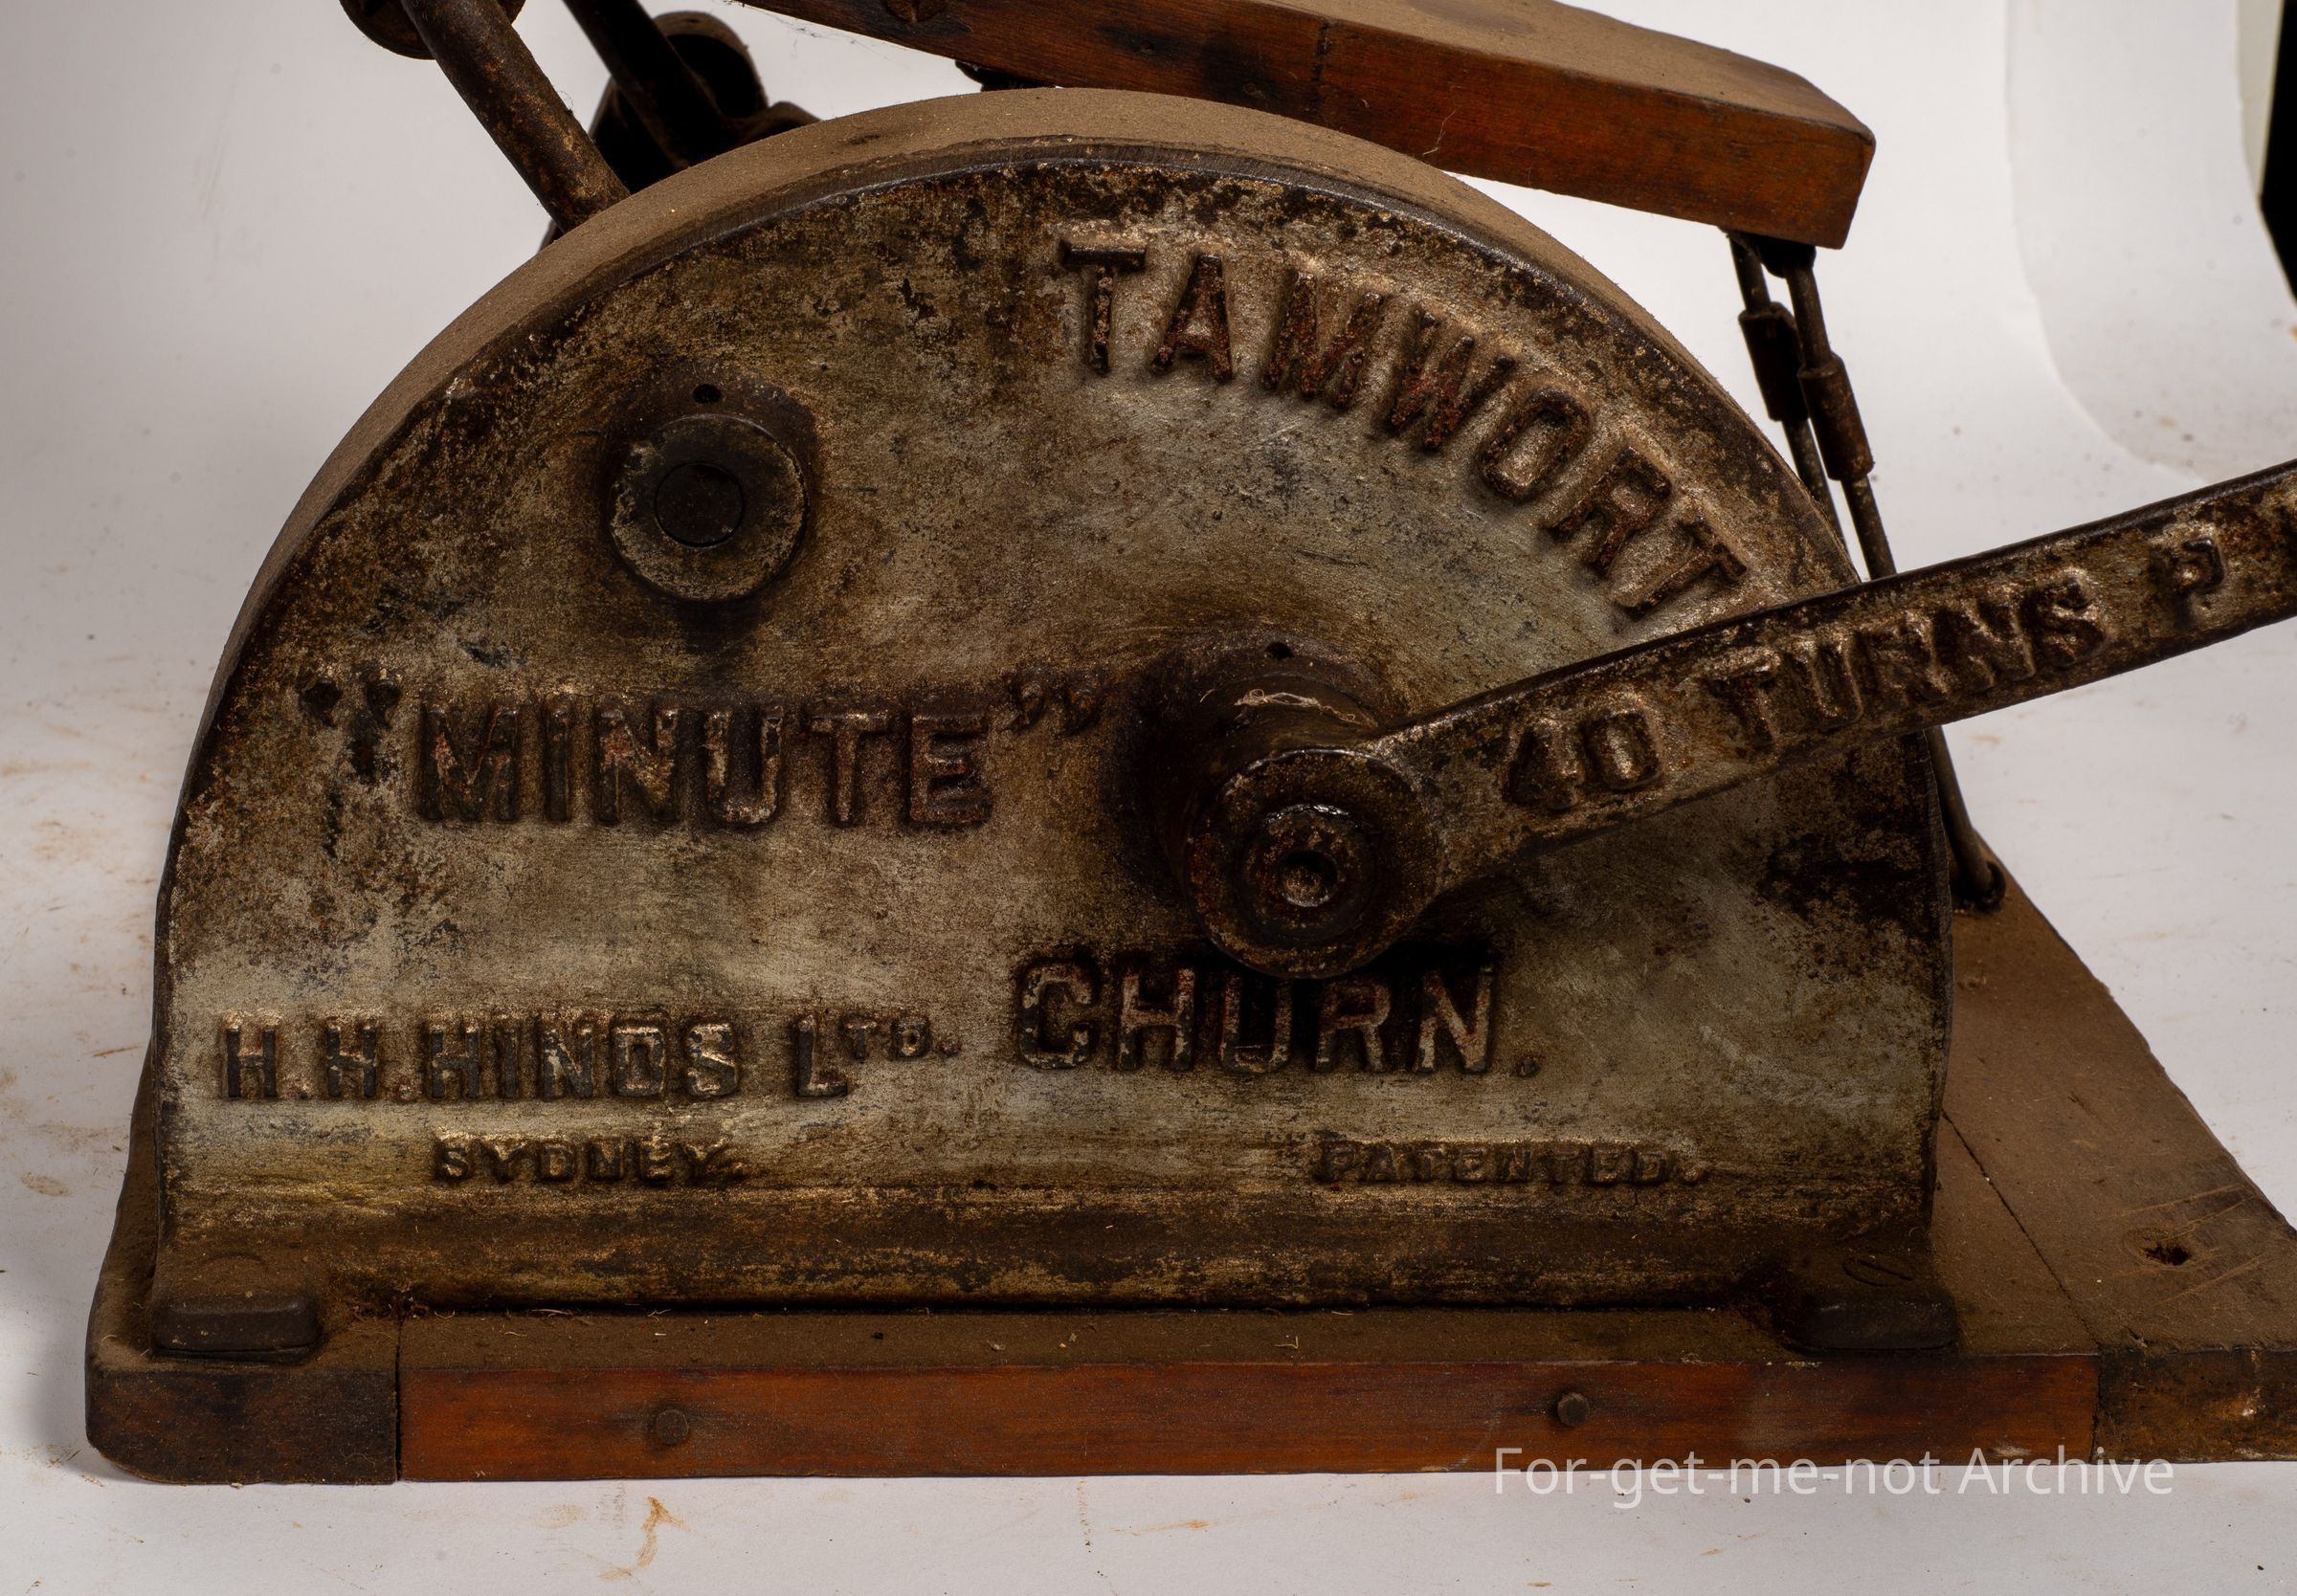 TAMWORT
40 TURNS P
"MINUTE"
CHURN.
H.H.HINDS LTD.
SYDNEY.
PATENTED.
For-get-me-not Archive